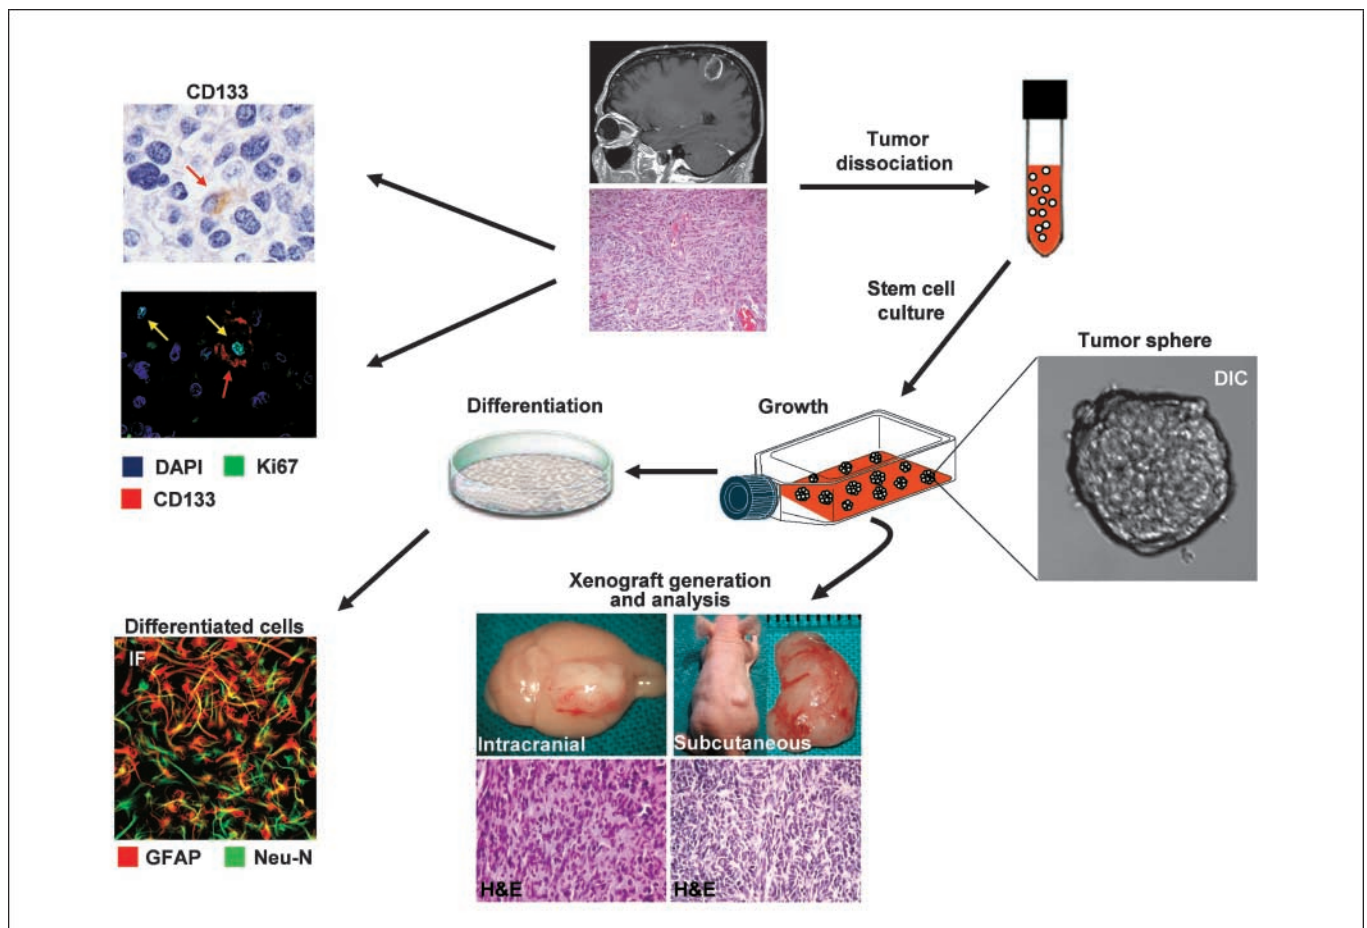 CD133
Tumor
dissociation
Stem cell
culture
Tumor sphere
DIC
DAPI
Ki67
CD133
Differentiation
Growth
Xenograft generation
and analysis
Differentiated cells
IF
Intracranial
Subcutaneous
GFAP
Neu-N
H&E
H&E